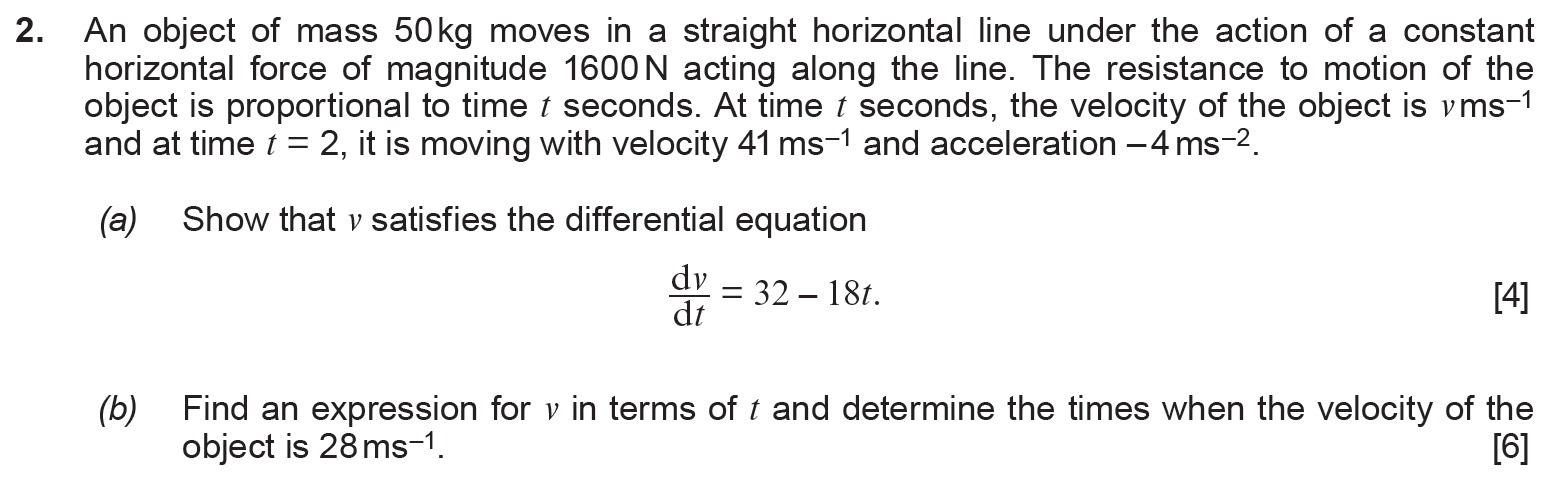 2. An object of mass 50 kg moves in a straight horizontal line under the action of a constant
horizontal force of magnitude 1600 N acting along the line. The resistance to motion of the
object is proportional to time t seconds. At time t seconds, the velocity of the object is v ms⁻¹
and at time t = 2, it is moving with velocity 41 ms⁻¹ and acceleration −4 ms⁻².
(a) Show that v satisfies the differential equation
dv/dt = 32 − 18t. [4]
(b) Find an expression for v in terms of t and determine the times when the velocity of the
object is 28 ms⁻¹. [6]